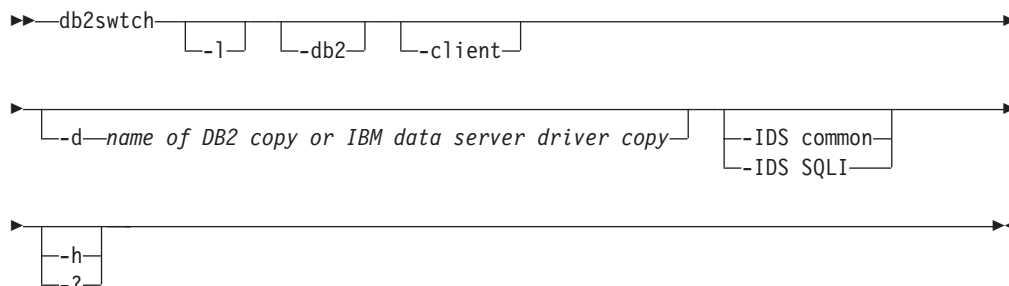 db2swtch
-l -db2 -client
-d name of DB2 copy or IBM data server driver copy -IDS common
-IDS SQLI
-h
-?